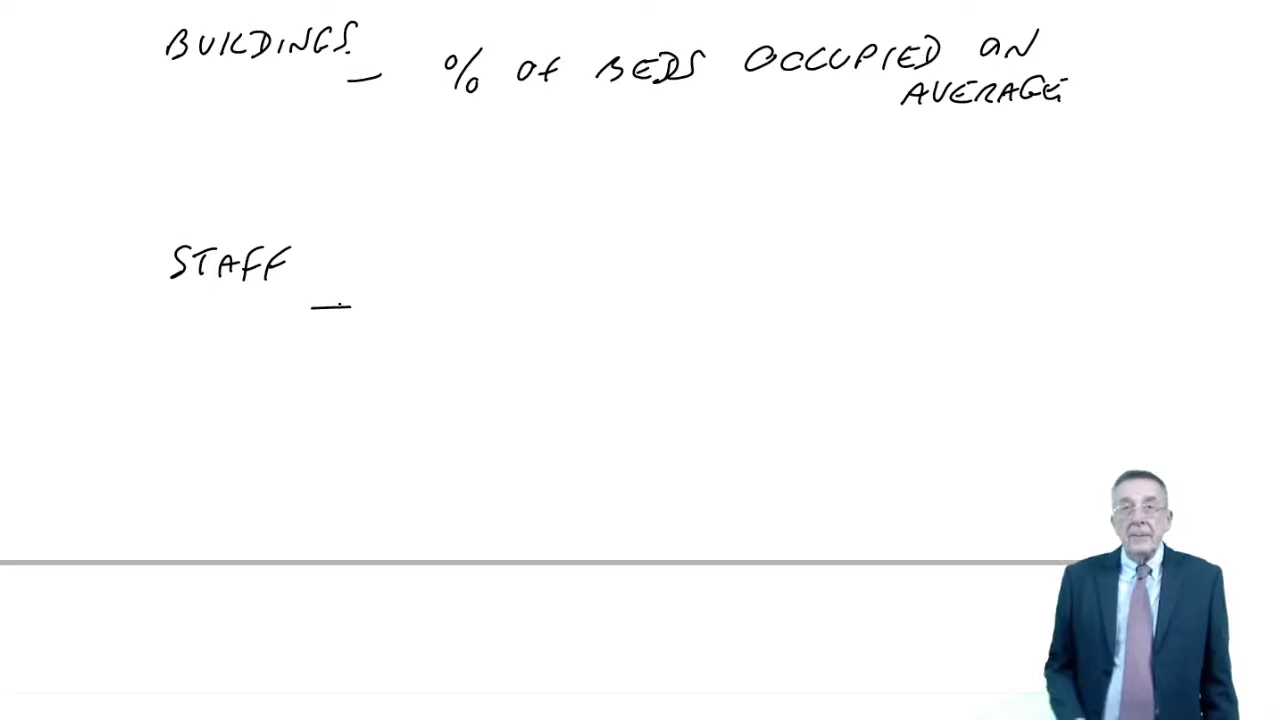 BUILDINGS. — % OF BEDS OCCUPIED ON
AVERAGE
STAFF —